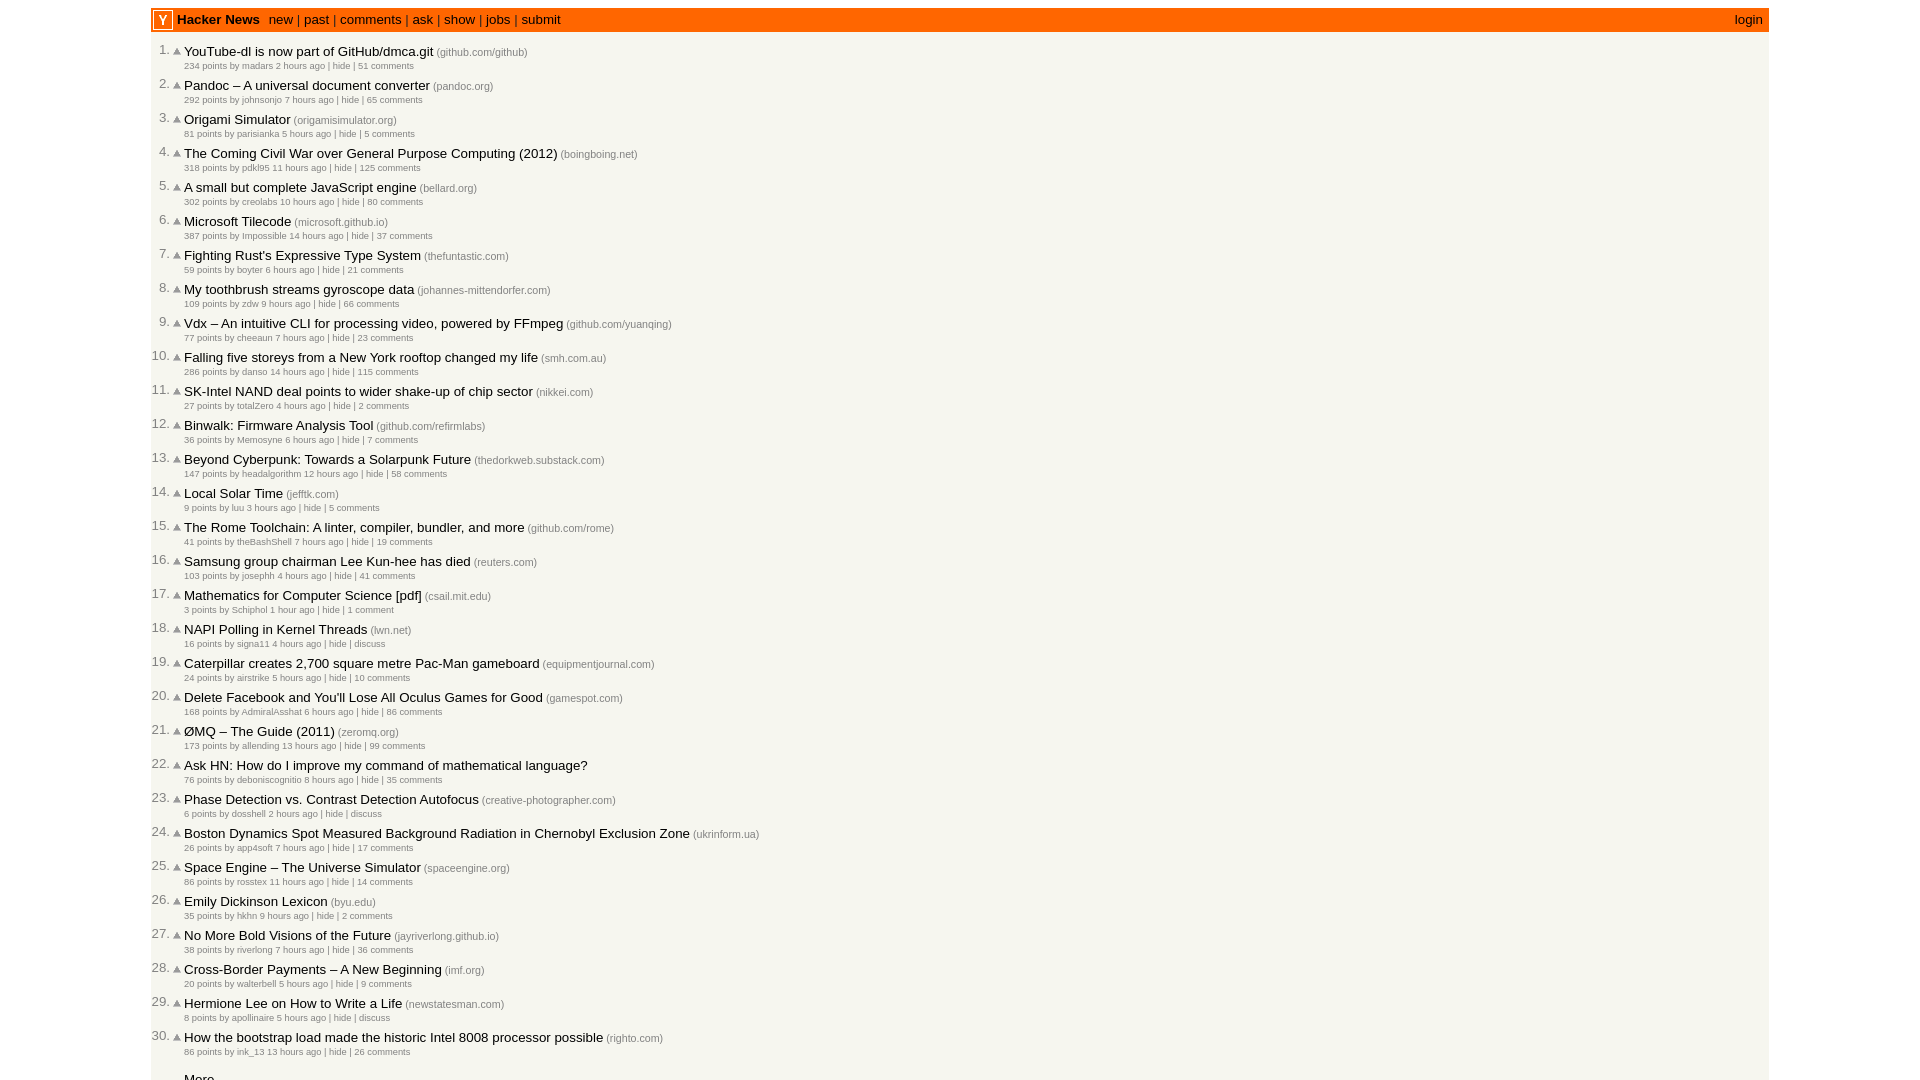 Y Hacker News new | past | comments | ask | show | jobs | submit login
1. YouTube-dl is now part of GitHub/dmca.git (github.com/github)
234 points by madars 2 hours ago | hide | 51 comments
2. Pandoc – A universal document converter (pandoc.org)
292 points by johnsonjo 7 hours ago | hide | 65 comments
3. Origami Simulator (origamisimulator.org)
81 points by parisianka 5 hours ago | hide | 5 comments
4. The Coming Civil War over General Purpose Computing (2012) (boingboing.net)
318 points by pdkl95 11 hours ago | hide | 125 comments
5. A small but complete JavaScript engine (bellard.org)
302 points by creolabs 10 hours ago | hide | 80 comments
6. Microsoft Tilecode (microsoft.github.io)
387 points by Impossible 14 hours ago | hide | 37 comments
7. Fighting Rust's Expressive Type System (thefuntastic.com)
59 points by boyter 6 hours ago | hide | 21 comments
8. My toothbrush streams gyroscope data (johannes-mittendorfer.com)
109 points by zdw 9 hours ago | hide | 66 comments
9. Vdx – An intuitive CLI for processing video, powered by FFmpeg (github.com/yuanqing)
77 points by cheeaun 7 hours ago | hide | 23 comments
10. Falling five storeys from a New York rooftop changed my life (smh.com.au)
286 points by danso 14 hours ago | hide | 115 comments
11. SK-Intel NAND deal points to wider shake-up of chip sector (nikkei.com)
27 points by totalZero 4 hours ago | hide | 2 comments
12. Binwalk: Firmware Analysis Tool (github.com/refirmlabs)
36 points by Memosyne 6 hours ago | hide | 7 comments
13. Beyond Cyberpunk: Towards a Solarpunk Future (thedorkweb.substack.com)
147 points by headalgorithm 12 hours ago | hide | 58 comments
14. Local Solar Time (jefftk.com)
9 points by luu 3 hours ago | hide | 5 comments
15. The Rome Toolchain: A linter, compiler, bundler, and more (github.com/rome)
41 points by theBashShell 7 hours ago | hide | 19 comments
16. Samsung group chairman Lee Kun-hee has died (reuters.com)
103 points by josephh 4 hours ago | hide | 41 comments
17. Mathematics for Computer Science [pdf] (csail.mit.edu)
3 points by Schiphol 1 hour ago | hide | 1 comment
18. NAPI Polling in Kernel Threads (lwn.net)
16 points by signa11 4 hours ago | hide | discuss
19. Caterpillar creates 2,700 square metre Pac-Man gameboard (equipmentjournal.com)
24 points by airstrike 5 hours ago | hide | 10 comments
20. Delete Facebook and You'll Lose All Oculus Games for Good (gamespot.com)
168 points by AdmiralAsshat 6 hours ago | hide | 86 comments
21. ØMQ – The Guide (2011) (zeromq.org)
173 points by allending 13 hours ago | hide | 99 comments
22. Ask HN: How do I improve my command of mathematical language?
76 points by deboniscognitio 8 hours ago | hide | 35 comments
23. Phase Detection vs. Contrast Detection Autofocus (creative-photographer.com)
6 points by dosshell 2 hours ago | hide | discuss
24. Boston Dynamics Spot Measured Background Radiation in Chernobyl Exclusion Zone (ukrinform.ua)
26 points by app4soft 7 hours ago | hide | 17 comments
25. Space Engine – The Universe Simulator (spaceengine.org)
86 points by rosstex 11 hours ago | hide | 14 comments
26. Emily Dickinson Lexicon (byu.edu)
35 points by hkhn 9 hours ago | hide | 2 comments
27. No More Bold Visions of the Future (jayriverlong.github.io)
38 points by riverlong 7 hours ago | hide | 36 comments
28. Cross-Border Payments – A New Beginning (imf.org)
20 points by walterbell 5 hours ago | hide | 9 comments
29. Hermione Lee on How to Write a Life (newstatesman.com)
8 points by apollinaire 5 hours ago | hide | discuss
30. How the bootstrap load made the historic Intel 8008 processor possible (righto.com)
86 points by ink_13 13 hours ago | hide | 26 comments
More